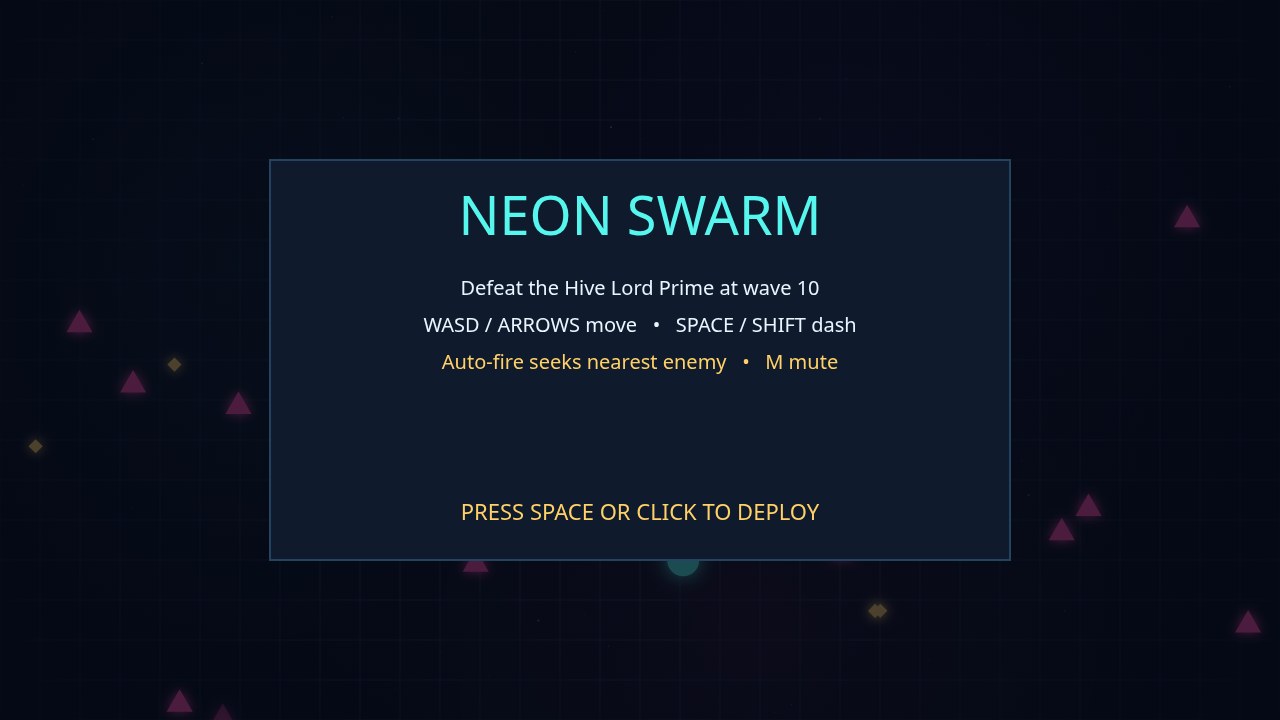 NEON SWARM
Defeat the Hive Lord Prime at wave 10
WASD / ARROWS move • SPACE / SHIFT dash
Auto-fire seeks nearest enemy • M mute
PRESS SPACE OR CLICK TO DEPLOY